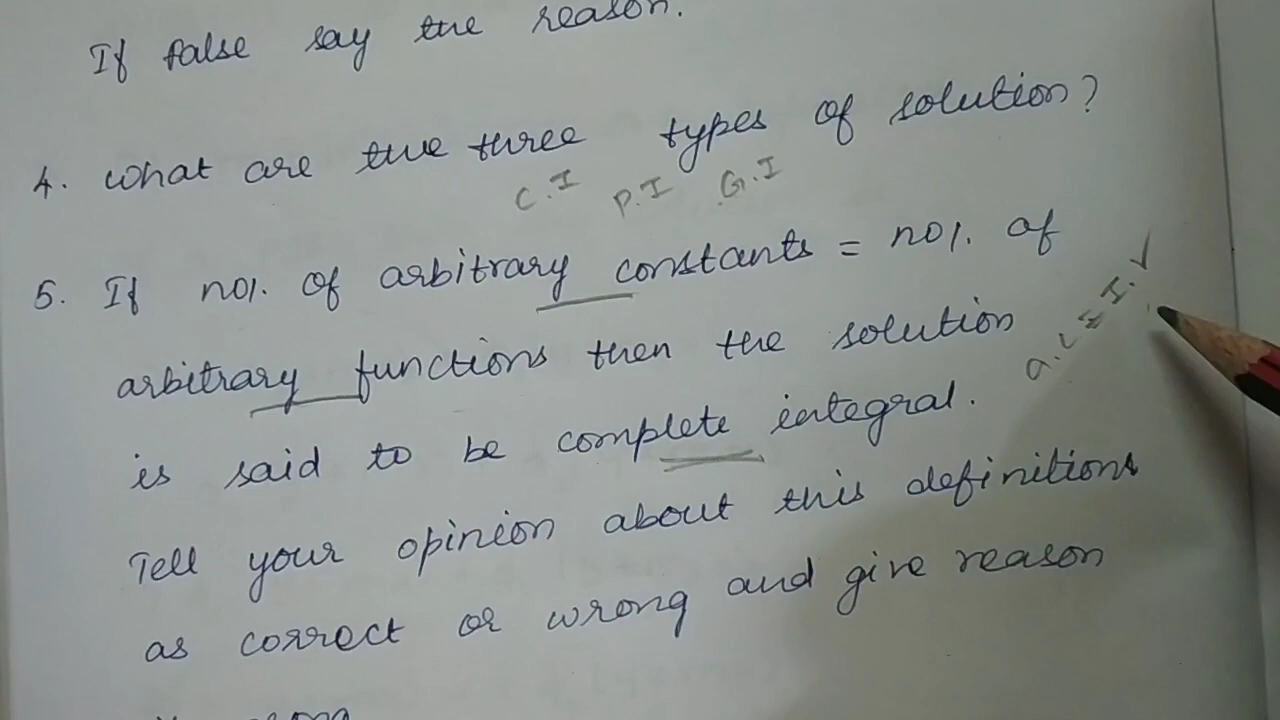 If false say the reason.
4. What are the three types of solution?
C.I P.I G.I
5. If no/. of arbitrary constants = no/. of
arbitrary functions then the solution
a.c = I.V
is said to be complete integral.
Tell your opinion about this definitions
as correct or wrong and give reason